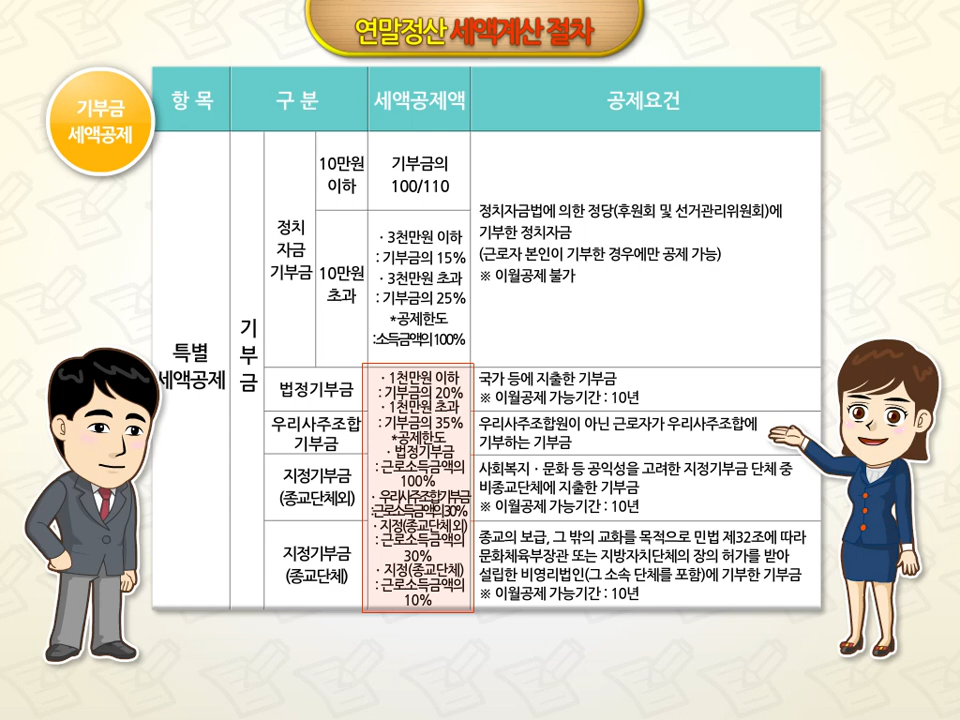 연말정산 세액계산 절차
기부금
세액공제
항 목
구 분
세액공제액
공제요건
특별
세액공제
기
부
금
정치
자금
기부금
10만원
이하
기부금의
100/110
10만원
초과
· 3천만원 이하
: 기부금의 15%
· 3천만원 초과
: 기부금의 25%
*공제한도
:소득금액의 100%
정치자금법에 의한 정당(후원회 및 선거관리위원회)에
기부한 정치자금
(근로자 본인이 기부한 경우에만 공제 가능)
※ 이월공제 불가
법정기부금
· 1천만원 이하
: 기부금의 20%
· 1천만원 초과
: 기부금의 35%
*공제한도
· 법정기부금
: 근로소득금액의
100%
· 우리사주조합기부금
:근로소득금액의30%
· 지정(종교단체외)
: 근로소득금액의
30%
· 지정(종교단체)
: 근로소득금액의
10%
국가 등에 지출한 기부금
※ 이월공제 가능기간 : 10년
우리사주조합
기부금
우리사주조합원이 아닌 근로자가 우리사주조합에
기부하는 기부금
지정기부금
(종교단체외)
사회복지 · 문화 등 공익성을 고려한 지정기부금 단체 중
비종교단체에 지출한 기부금
※ 이월공제 가능기간 : 10년
지정기부금
(종교단체)
종교의 보급, 그 밖의 교화를 목적으로 민법 제32조에 따라
문화체육부장관 또는 지방자치단체의 장의 허가를 받아
설립한 비영리법인(그 소속 단체를 포함)에 기부한 기부금
※ 이월공제 가능기간 : 10년